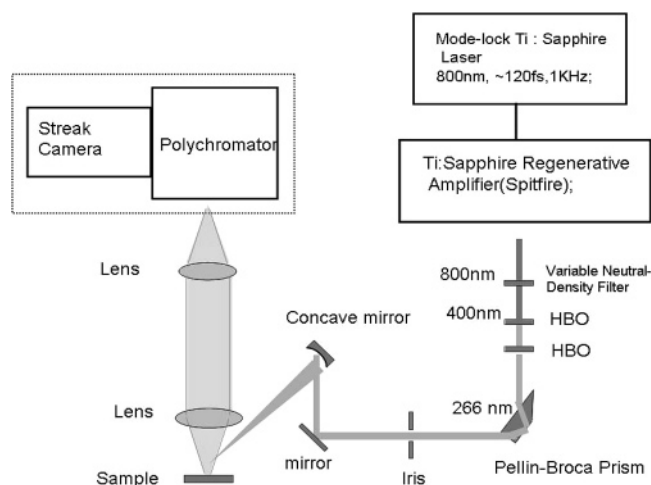 Mode-lock Ti : Sapphire
Laser
800nm, ~120fs,1KHz;
Streak
Camera
Polychromator
Ti:Sapphire Regenerative
Amplifier(Spitfire);
Lens
800nm
Variable Neutral-
Density Filter
400nm
HBO
Concave mirror
HBO
Lens
266 nm
mirror
Iris
Pellin-Broca Prism
Sample